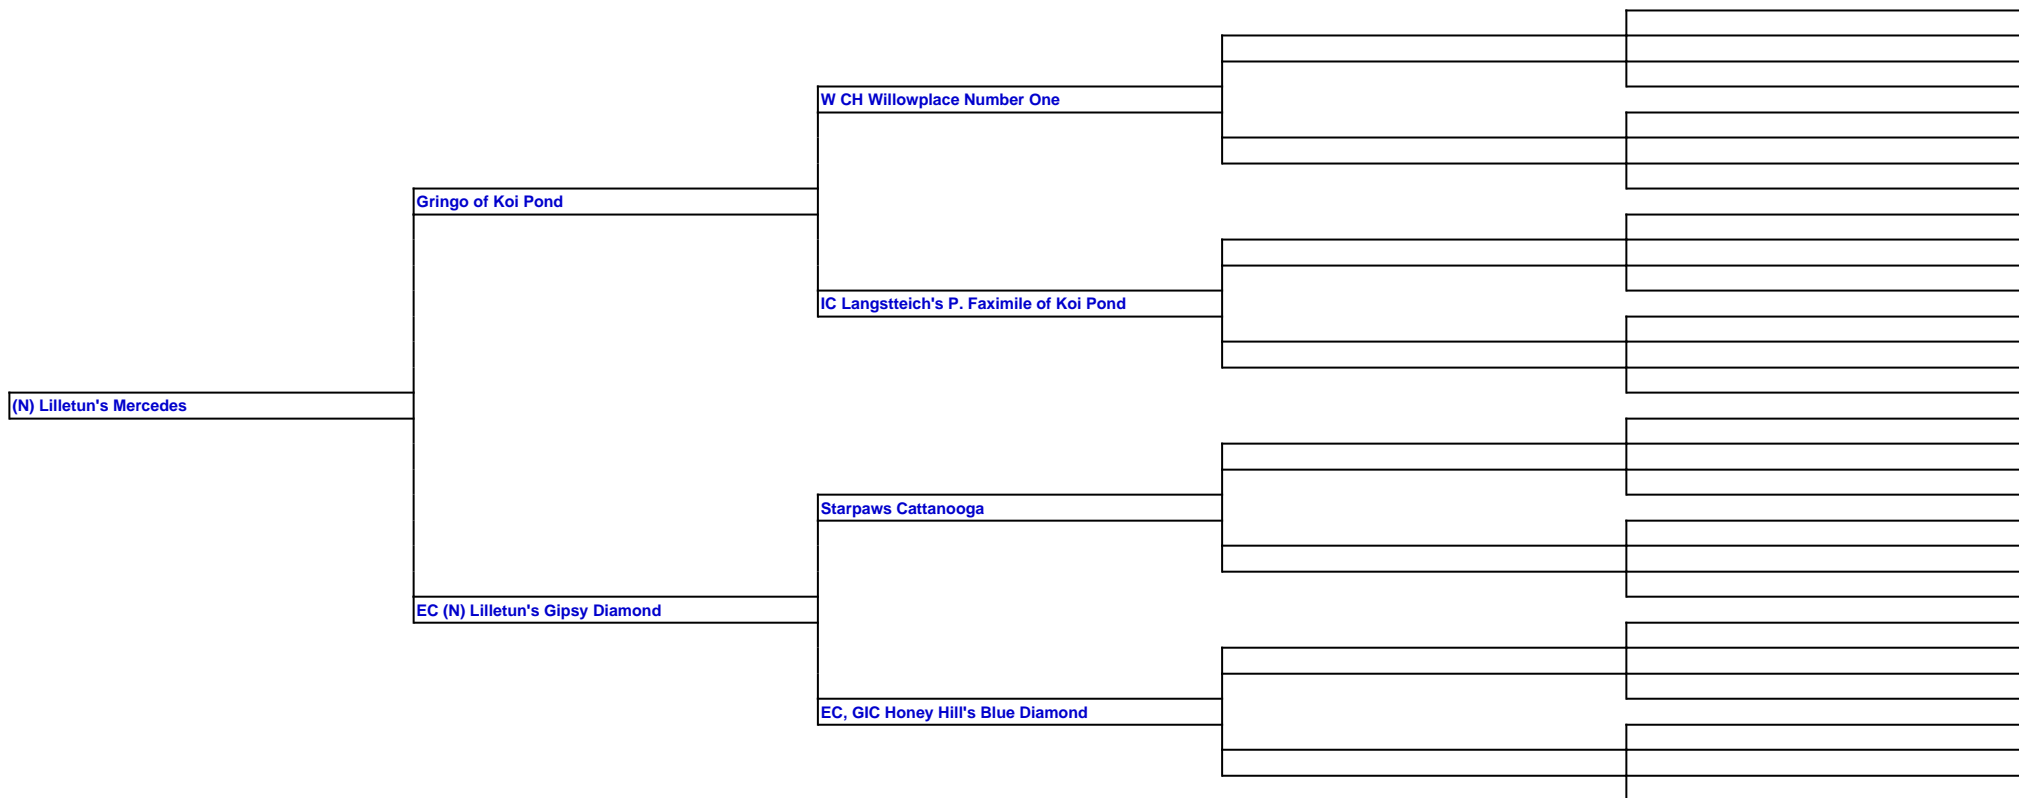 W CH Willowplace Number One
Gringo of Koi Pond
IC Langstteich's P. Faximile of Koi Pond
(N) Lilletun's Mercedes
Starpaws Cattanooga
EC (N) Lilletun's Gipsy Diamond
EC, GIC Honey Hill's Blue Diamond